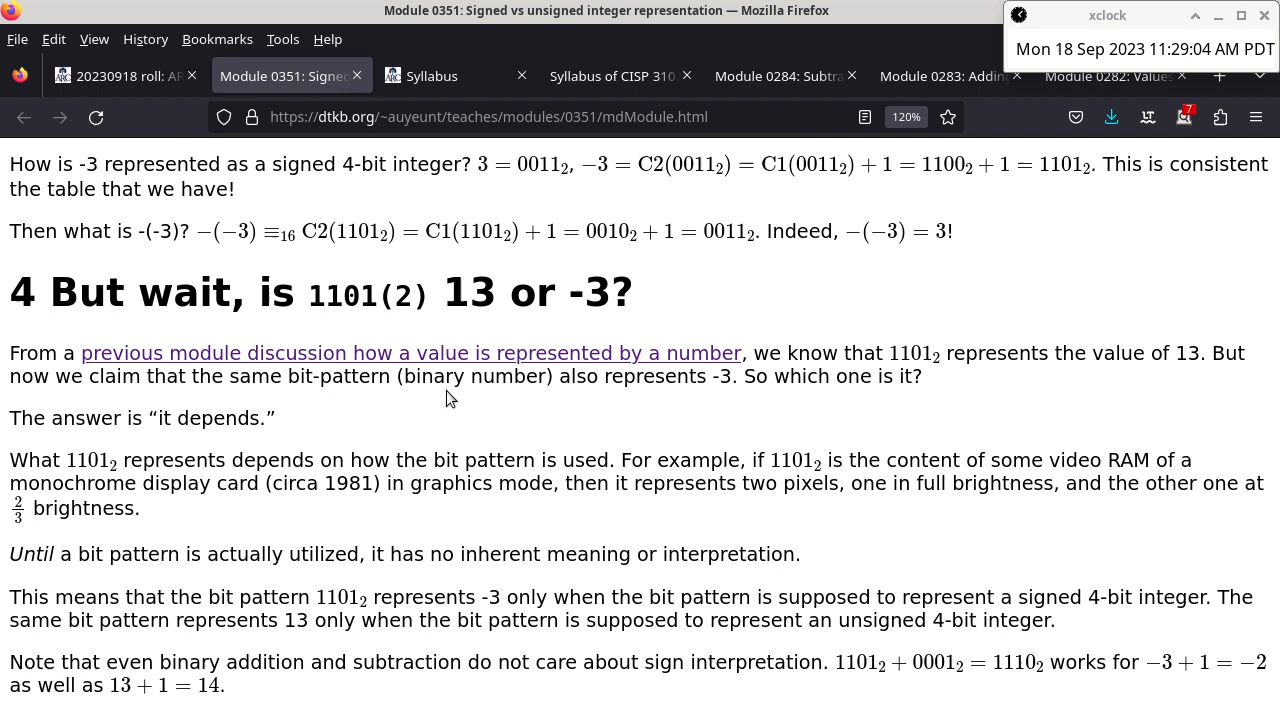 Module 0351: Signed vs unsigned integer representation — Mozilla Firefox
xclock
Mon 18 Sep 2023 11:29:04 AM PDT
File Edit View History Bookmarks Tools Help
20230918 roll: AR
Module 0351: Signed
Syllabus
Syllabus of CISP 310
Module 0284: Subtra
Module 0283: Adding
Module 0282: Values
https://dtkb.org/~auyeunt/teaches/modules/0351/mdModule.html
120%
7
How is -3 represented as a signed 4-bit integer? 3 = 0011₂, −3 = C2(0011₂) = C1(0011₂) + 1 = 1100₂ + 1 = 1101₂. This is consistent
the table that we have!
Then what is -(-3)? −(−3) ≡₁₆ C2(1101₂) = C1(1101₂) + 1 = 0010₂ + 1 = 0011₂. Indeed, −(−3) = 3!
4 But wait, is 1101(2) 13 or -3?
From a previous module discussion how a value is represented by a number, we know that 1101₂ represents the value of 13. But
now we claim that the same bit-pattern (binary number) also represents -3. So which one is it?
The answer is “it depends.”
What 1101₂ represents depends on how the bit pattern is used. For example, if 1101₂ is the content of some video RAM of a
monochrome display card (circa 1981) in graphics mode, then it represents two pixels, one in full brightness, and the other one at
2/3 brightness.
Until a bit pattern is actually utilized, it has no inherent meaning or interpretation.
This means that the bit pattern 1101₂ represents -3 only when the bit pattern is supposed to represent a signed 4-bit integer. The
same bit pattern represents 13 only when the bit pattern is supposed to represent an unsigned 4-bit integer.
Note that even binary addition and subtraction do not care about sign interpretation. 1101₂ + 0001₂ = 1110₂ works for −3 + 1 = −2
as well as 13 + 1 = 14.